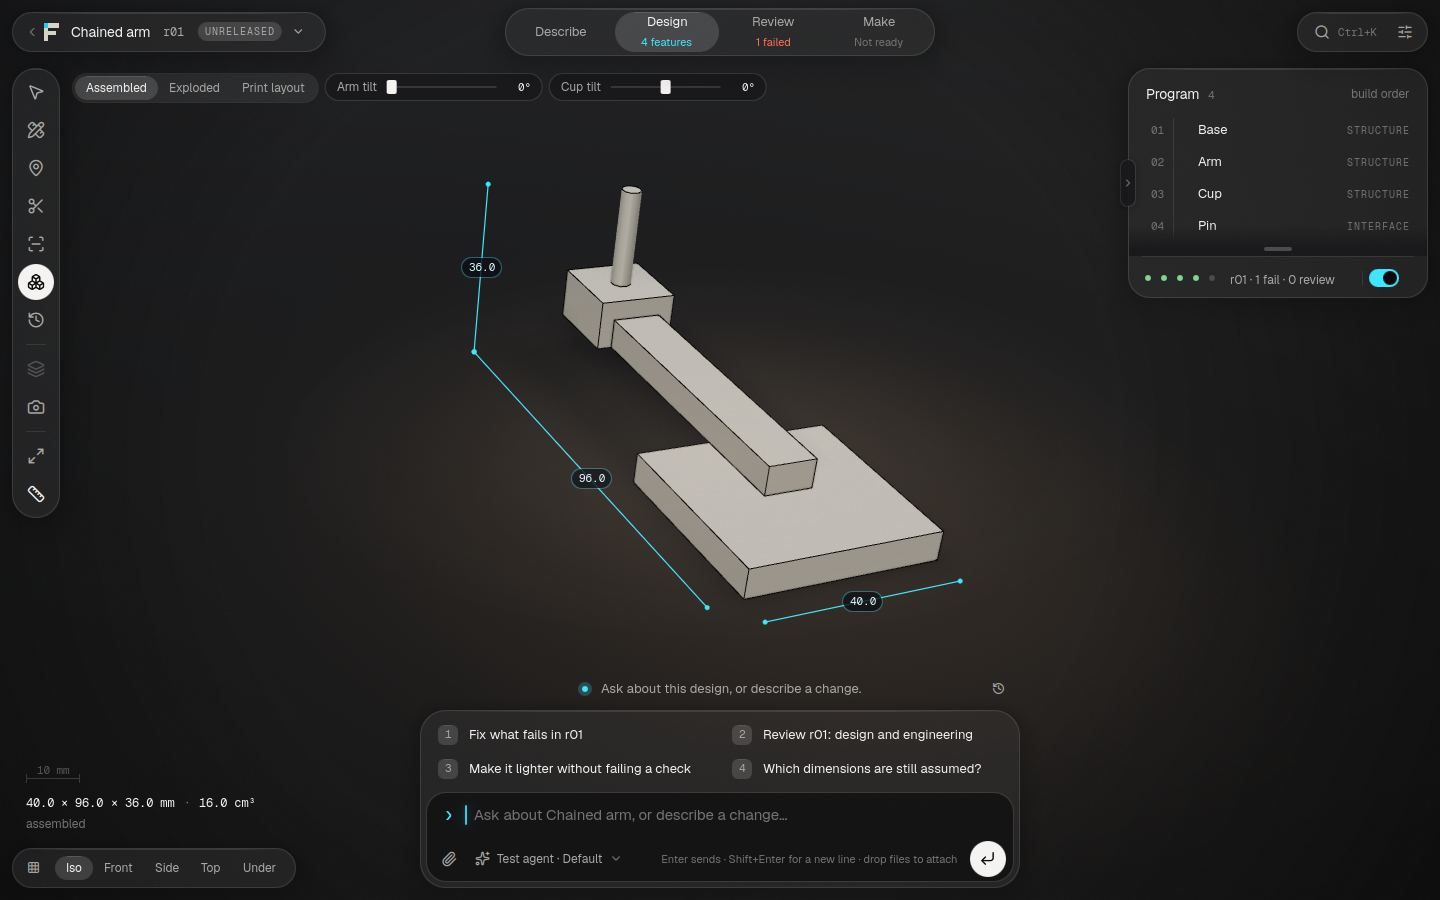 Chained arm r01 UNRELEASED
Describe
Design
4 features
Review
1 failed
Make
Not ready
Ctrl+K
Assembled Exploded Print layout
Arm tilt 0°
Cup tilt 0°
Program 4 build order
01 Base STRUCTURE
02 Arm STRUCTURE
03 Cup STRUCTURE
04 Pin INTERFACE
r01 · 1 fail · 0 review
36.0
96.0
40.0
Ask about this design, or describe a change.
1 Fix what fails in r01
2 Review r01: design and engineering
3 Make it lighter without failing a check
4 Which dimensions are still assumed?
Ask about Chained arm, or describe a change…
Test agent · Default
Enter sends · Shift+Enter for a new line · drop files to attach
10 mm
40.0 × 96.0 × 36.0 mm · 16.0 cm³
assembled
Iso Front Side Top Under